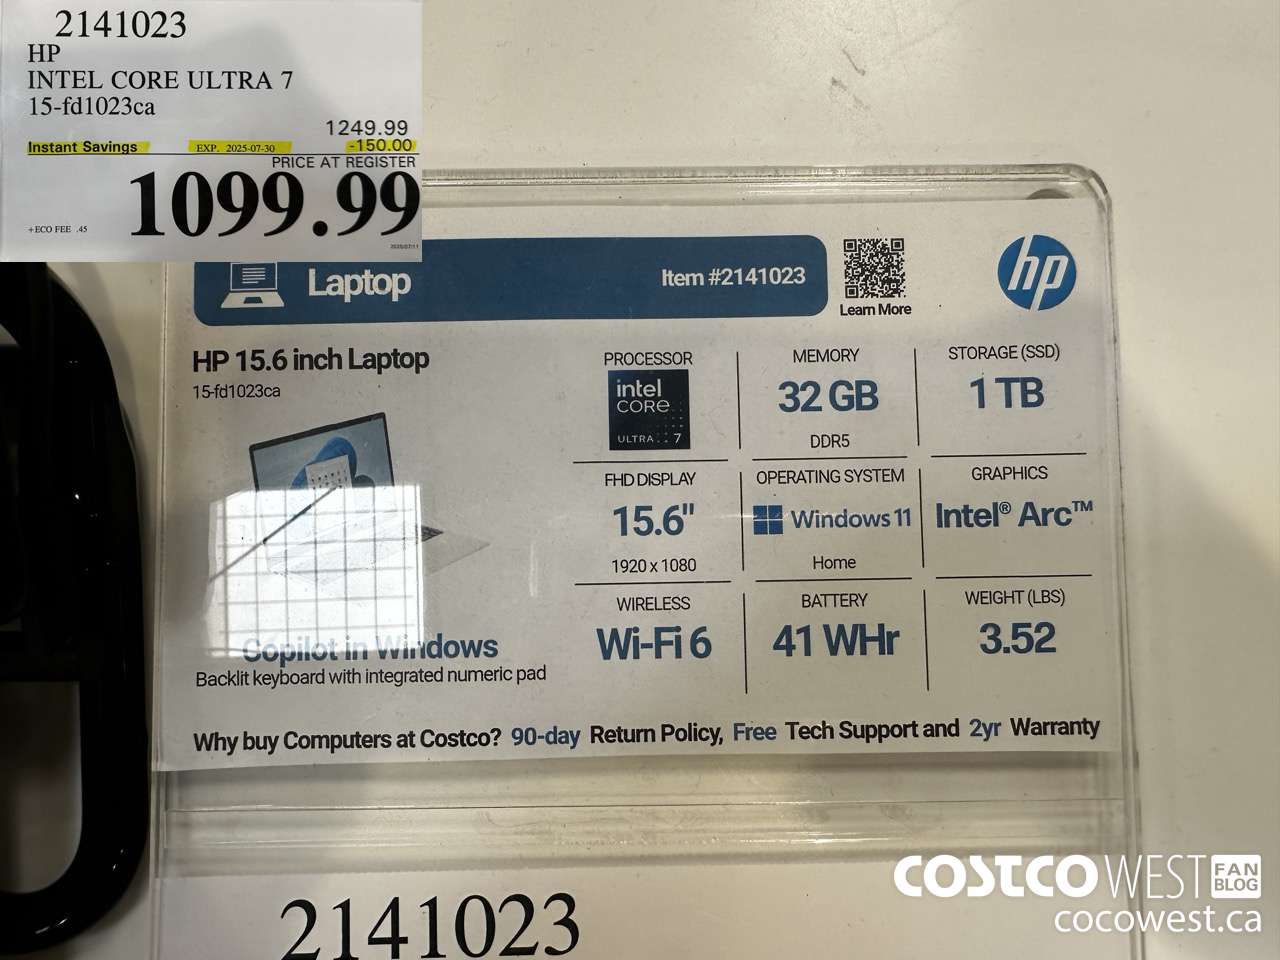 2141023
HP
INTEL CORE ULTRA 7
15-fd1023ca
1249.99
Instant Savings EXP. 2025-07-30 -150.00
PRICE AT REGISTER
1099.99
+ECO FEE .45
2025/07/11
Laptop
Item #2141023
Learn More
hp
HP 15.6 inch Laptop
15-fd1023ca
PROCESSOR
intel
CORE
ULTRA 7
MEMORY
32 GB
DDR5
STORAGE (SSD)
1 TB
FHD DISPLAY
15.6"
1920 x 1080
OPERATING SYSTEM
Windows 11
Home
GRAPHICS
Intel® Arc™
WIRELESS
Wi-Fi 6
BATTERY
41 WHr
WEIGHT (LBS)
3.52
Copilot in Windows
Backlit keyboard with integrated numeric pad
Why buy Computers at Costco? 90-day Return Policy, Free Tech Support and 2yr Warranty
2141023
COSTCO WEST FAN BLOG
cocowest.ca